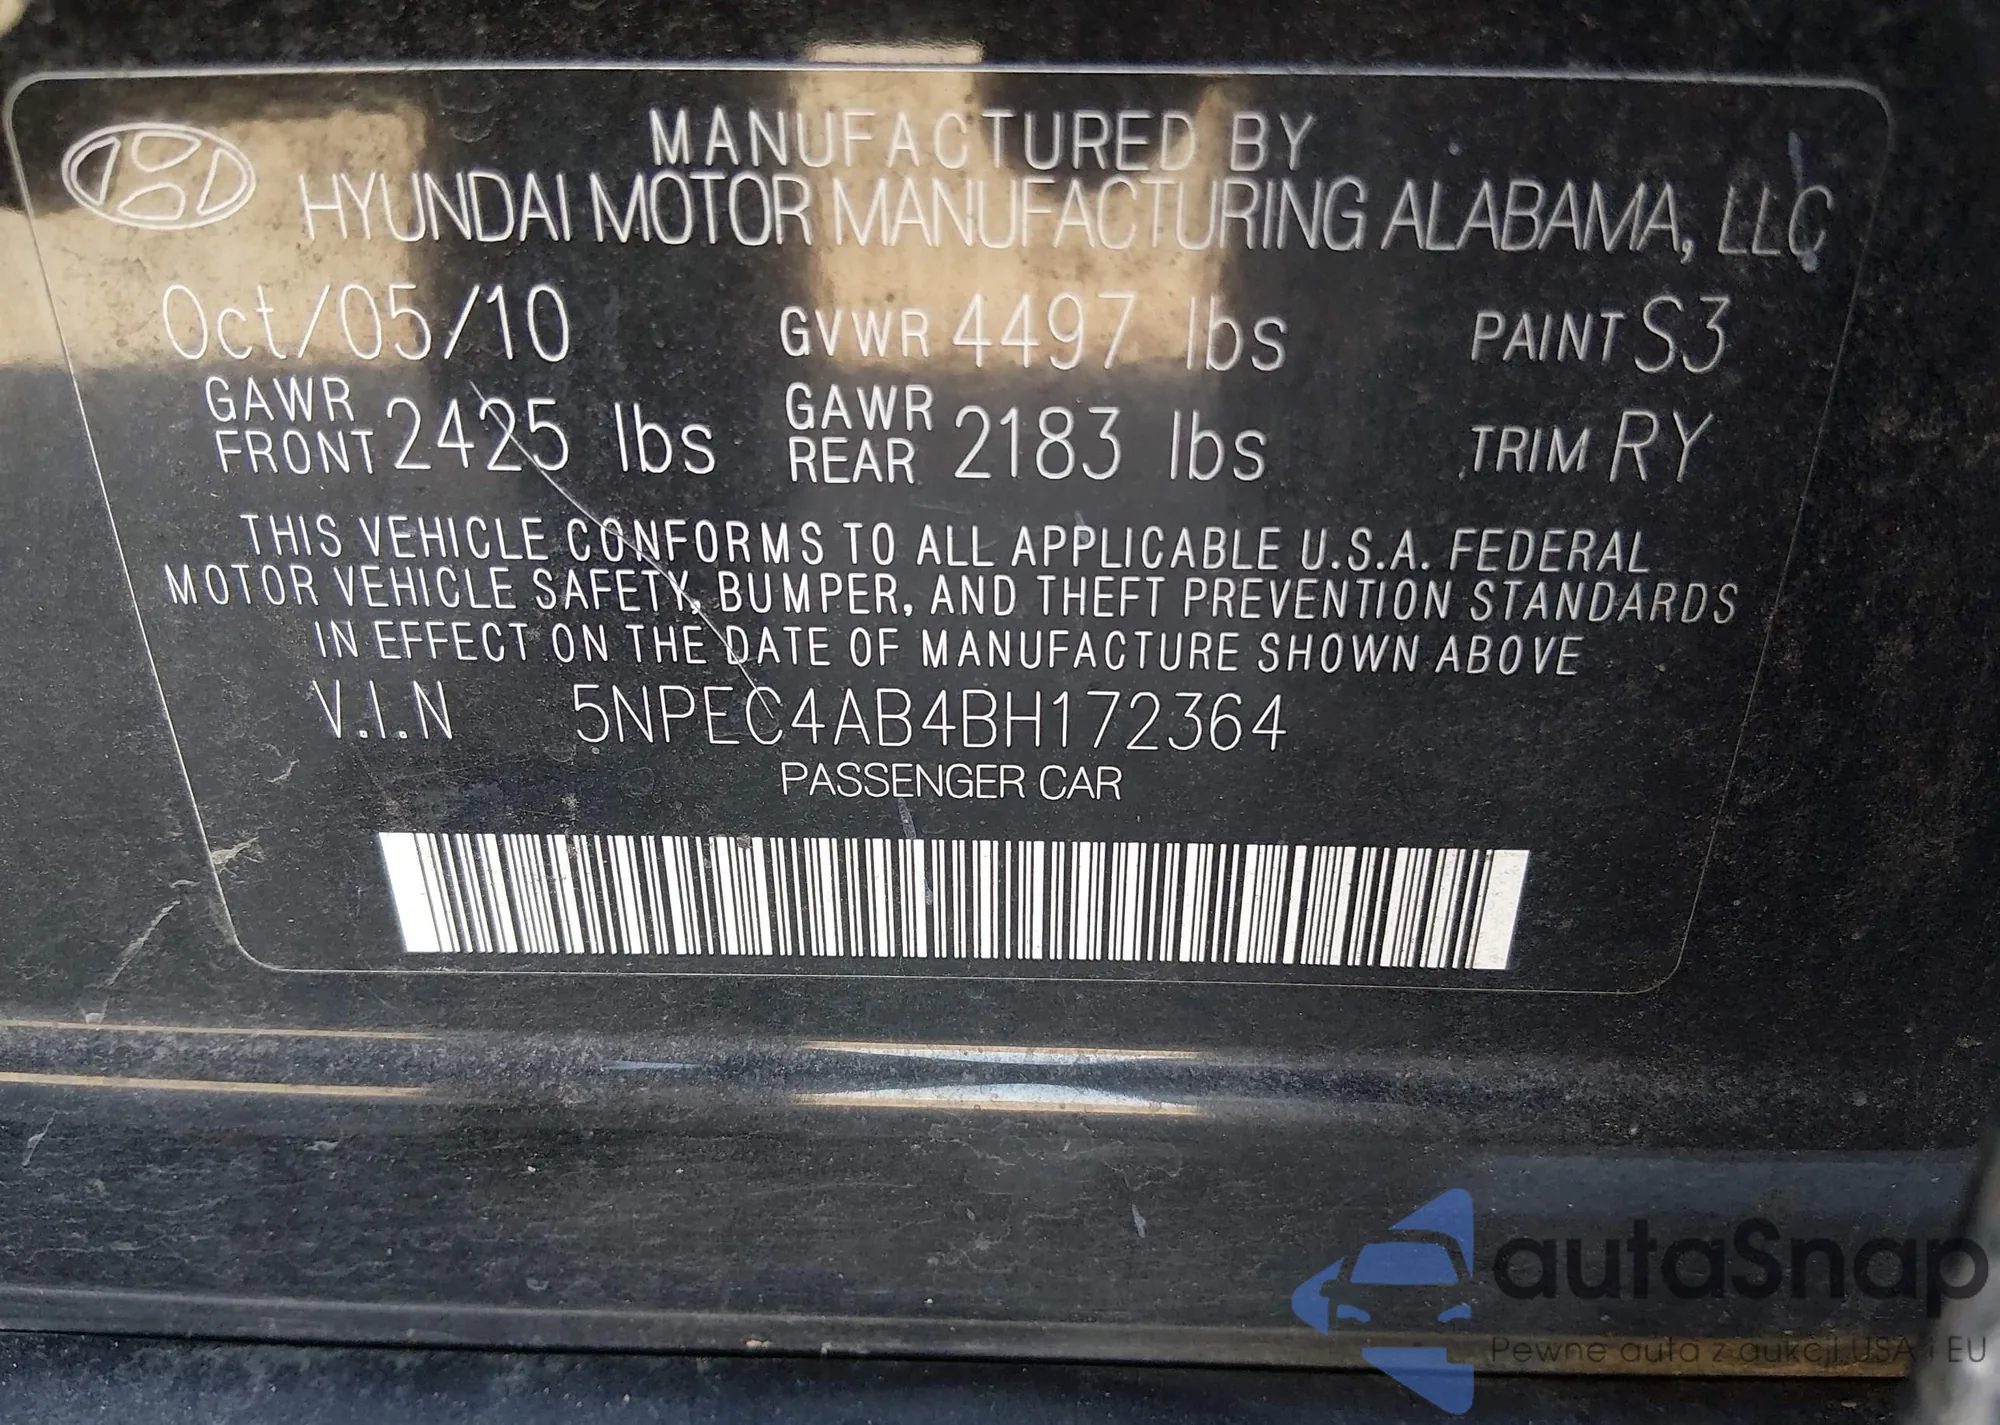 MANUFACTURED BY
HYUNDAI MOTOR MANUFACTURING ALABAMA, LLC
Oct/05/10 GVWR 4497 lbs PAINT S3
GAWR FRONT 2425 lbs GAWR REAR 2183 lbs TRIM RY
THIS VEHICLE CONFORMS TO ALL APPLICABLE U.S.A. FEDERAL
MOTOR VEHICLE SAFETY, BUMPER, AND THEFT PREVENTION STANDARDS
IN EFFECT ON THE DATE OF MANUFACTURE SHOWN ABOVE
V.I.N 5NPEC4AB4BH172364
PASSENGER CAR
autaSnap
Pewne auta z aukcji USA i EU